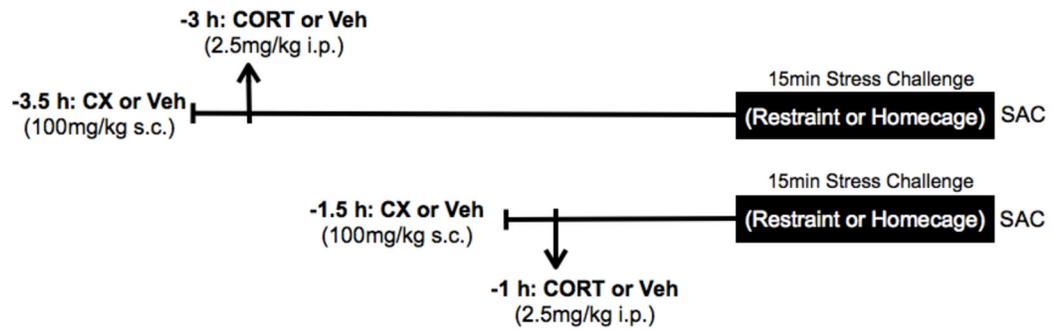 -3 h: CORT or Veh
(2.5mg/kg i.p.)
-3.5 h: CX or Veh
(100mg/kg s.c.)
15min Stress Challenge
(Restraint or Homecage)
SAC
15min Stress Challenge
-1.5 h: CX or Veh
(100mg/kg s.c.)
(Restraint or Homecage)
SAC
-1 h: CORT or Veh
(2.5mg/kg i.p.)